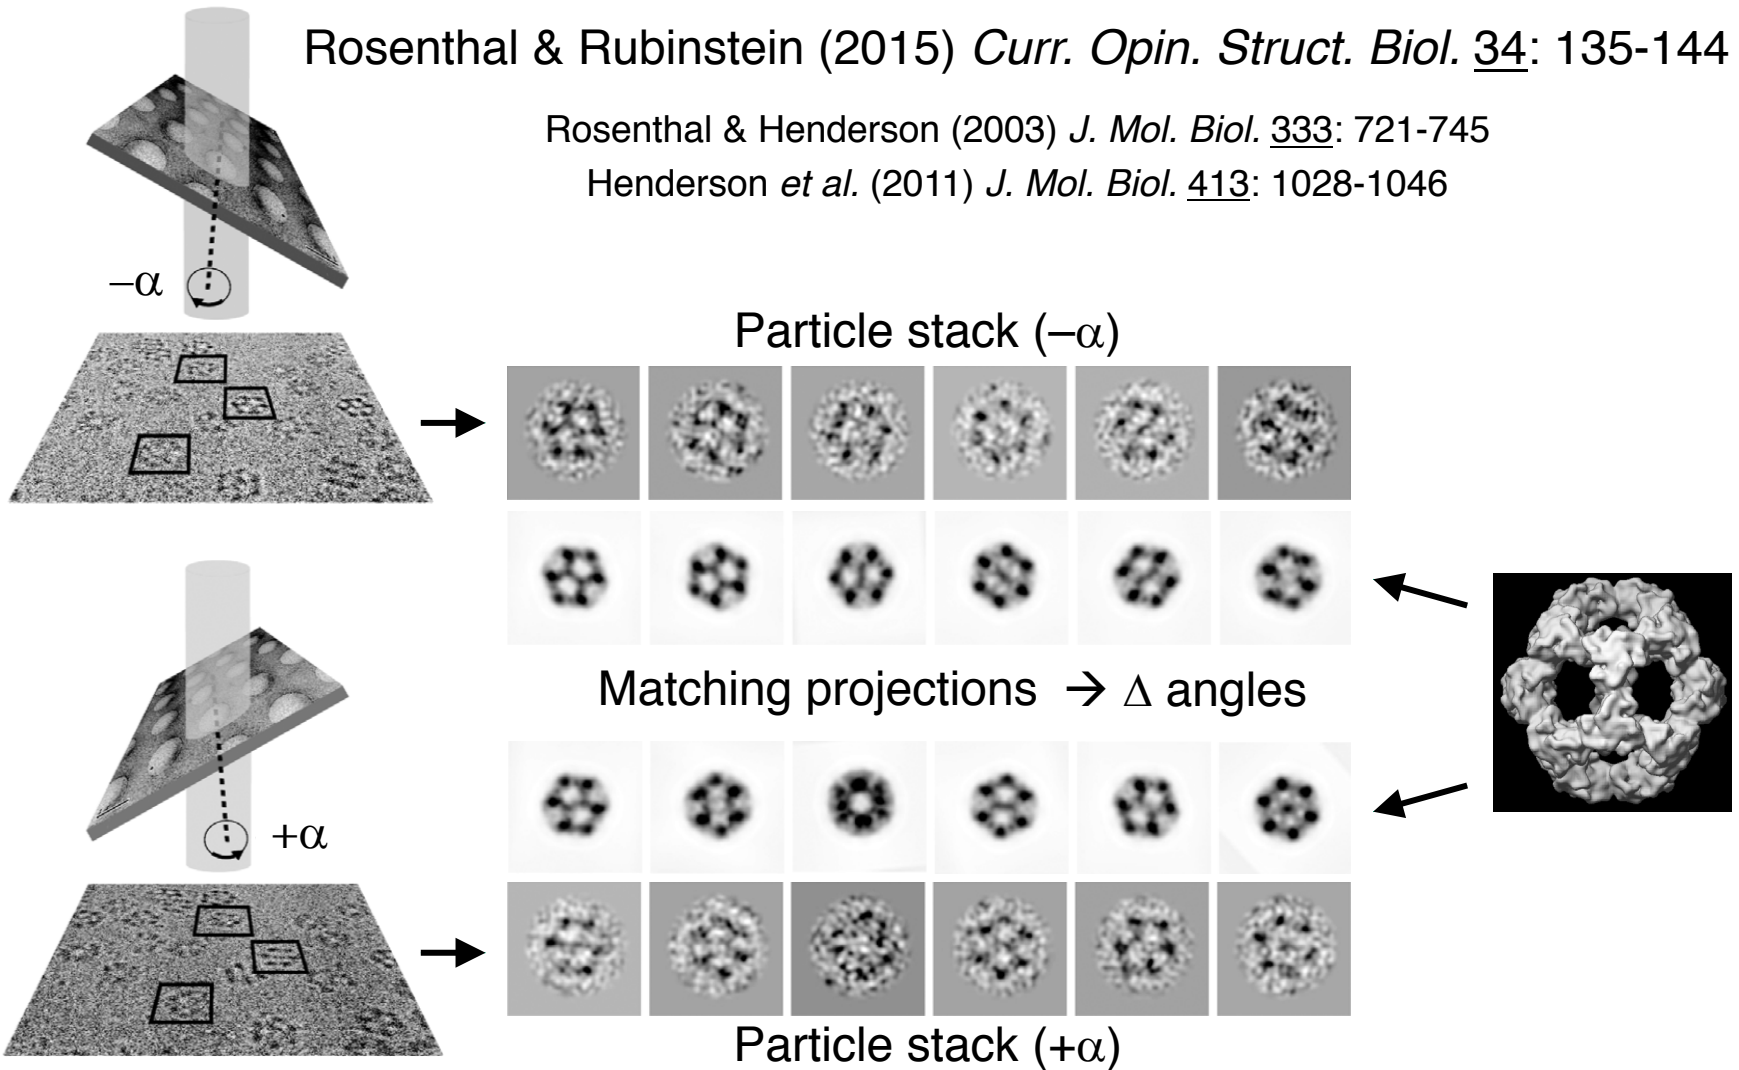 Rosenthal & Rubinstein (2015) Curr. Opin. Struct. Biol. 34: 135-144
Rosenthal & Henderson (2003) J. Mol. Biol. 333: 721-745
Henderson et al. (2011) J. Mol. Biol. 413: 1028-1046
–α
Particle stack (–α)
Matching projections → Δ angles
+α
Particle stack (+α)